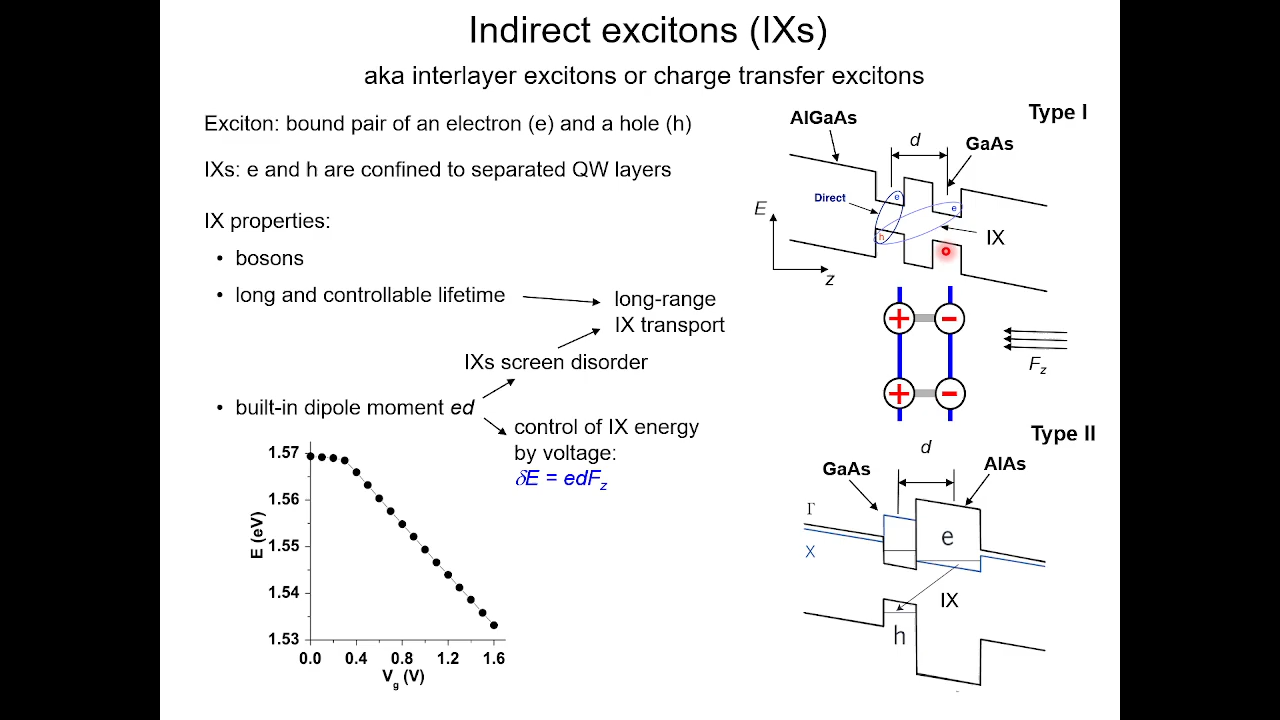 Indirect excitons (IXs)
aka interlayer excitons or charge transfer excitons
Exciton: bound pair of an electron (e) and a hole (h)
IXs: e and h are confined to separated QW layers
IX properties:
• bosons
• long and controllable lifetime
long-range
IX transport
IXs screen disorder
• built-in dipole moment ed
control of IX energy
by voltage:
δE = edFz
1.57
1.56
1.55
1.54
1.53
E (eV)
0.0 0.4 0.8 1.2 1.6
Vg (V)
Type I
AlGaAs
d
GaAs
Direct
e
e
h
IX
E
z
+ −
+ −
Fz
Type II
d
GaAs
AlAs
Γ
X
e
IX
h